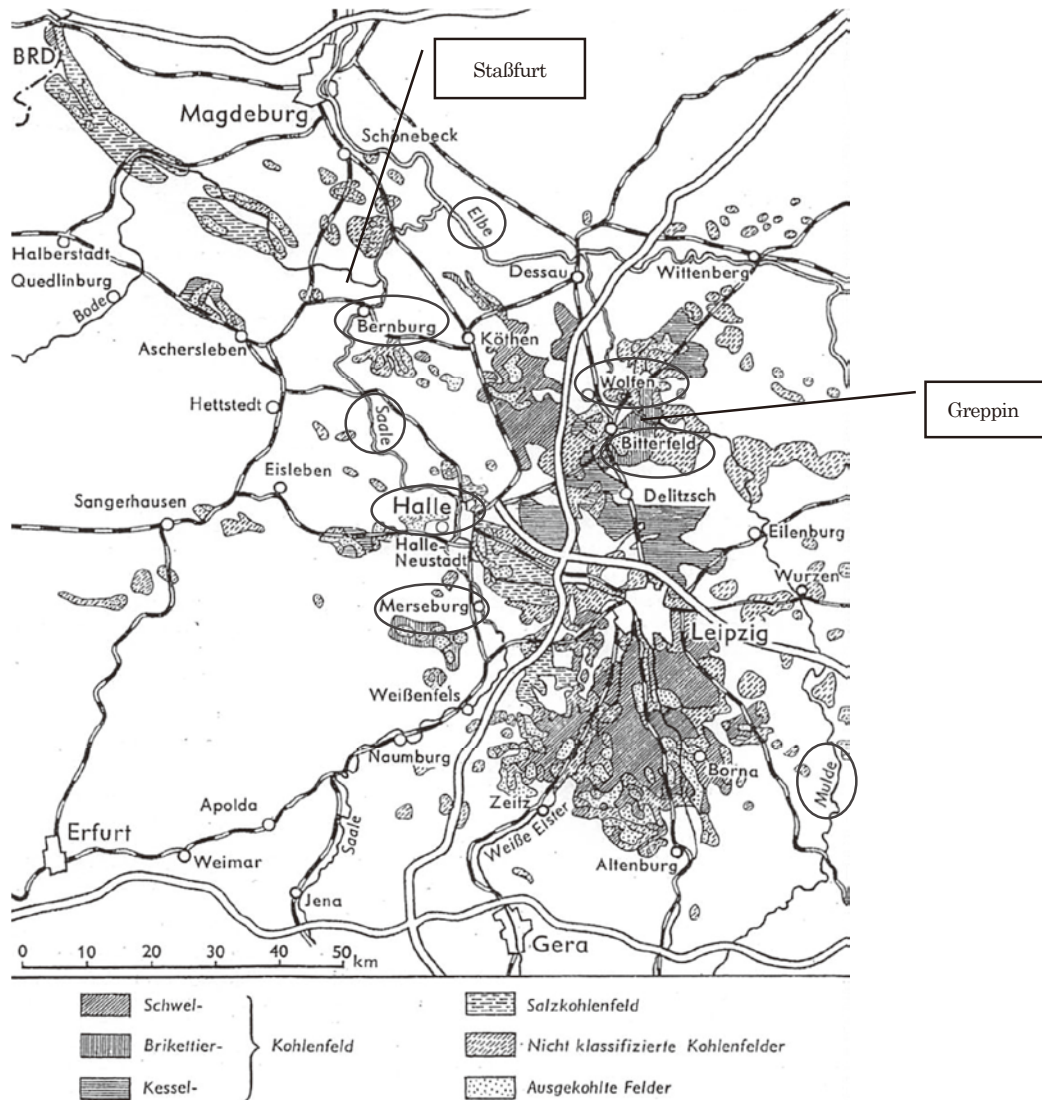 BRD
Staßfurt
Magdeburg
Schönebeck
Elbe
Halberstadt
Quedlinburg
Bode
Dessau
Wittenberg
Bernburg
Köthen
Aschersleben
Wolfen
Greppin
Hettstedt
Saale
Bitterfeld
Eisleben
Delitzsch
Sangerhausen
Halle
Halle-
Neustadt
Eilenburg
Merseburg
Wurzen
Leipzig
Weißenfels
Naumburg
Borna
Mulde
Apolda
Zeitz
Weiße Elster
Saale
Erfurt
Weimar
Altenburg
Jena
Gera
0 10 20 30 40 50 km
Schwel-
Brikettier-
Kessel-
Kohlenfeld
Salzkohlenfeld
Nicht klassifizierte Kohlenfelder
Ausgekohlte Felder